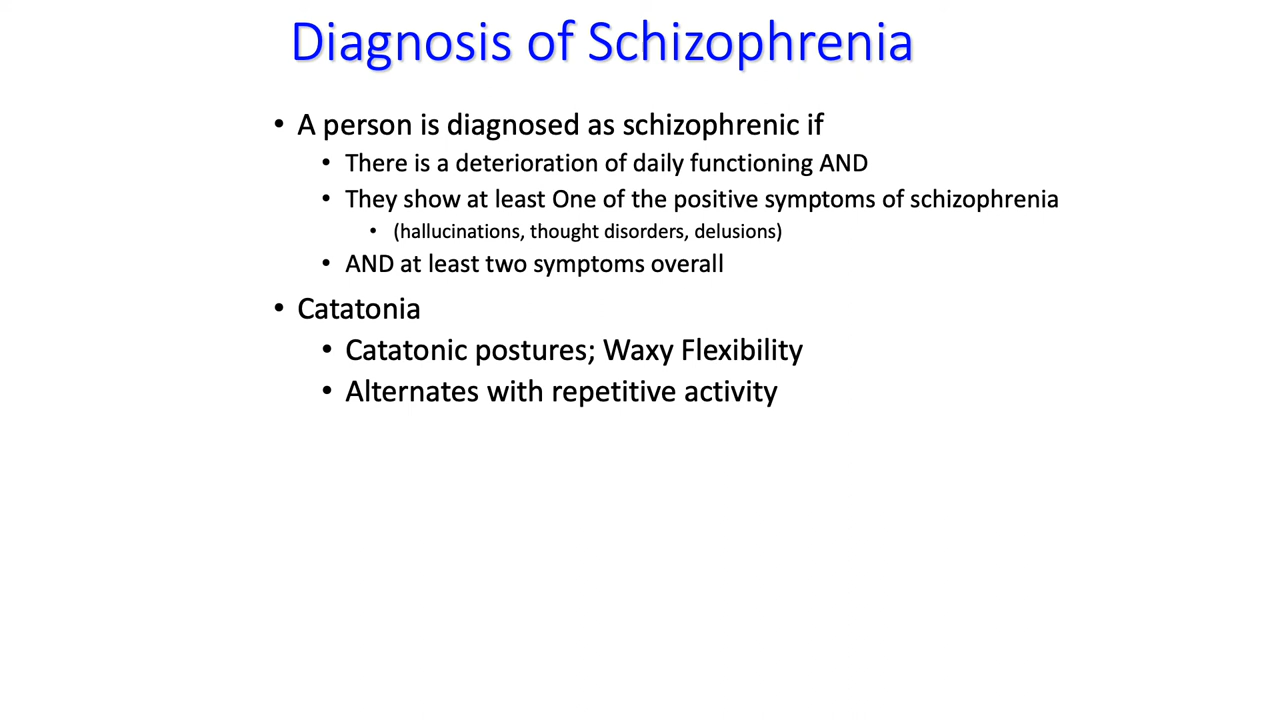 Diagnosis of Schizophrenia
• A person is diagnosed as schizophrenic if
• There is a deterioration of daily functioning AND
• They show at least One of the positive symptoms of schizophrenia
• (hallucinations, thought disorders, delusions)
• AND at least two symptoms overall
• Catatonia
• Catatonic postures; Waxy Flexibility
• Alternates with repetitive activity